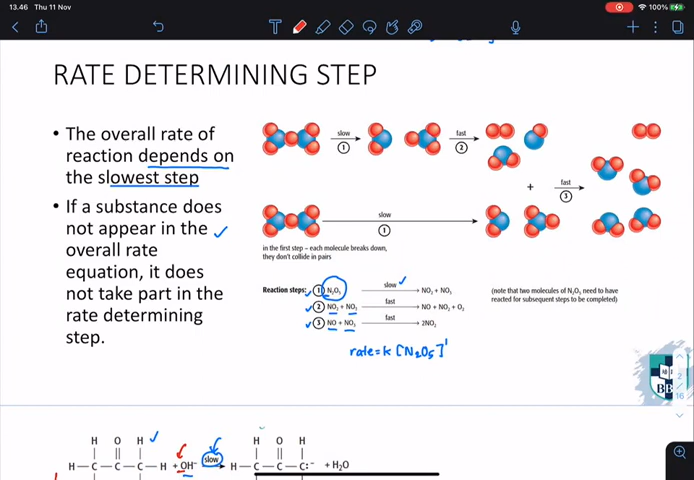 13.46 Thu 11 Nov
100%
RATE DETERMINING STEP
• The overall rate of
reaction depends on
the slowest step
• If a substance does
not appear in the
overall rate
equation, it does
not take part in the
rate determining
step.
slow
1
fast
2
+
fast
3
slow
1
in the first step – each molecule breaks down,
they don't collide in pairs
Reaction steps: 1 N₂O₅ slow NO₂ + NO₃
2 NO₂ + NO₃ fast NO + NO₂ + O₂
3 NO + NO₃ fast 2NO₂
(note that two molecules of N₂O₅ need to have
reacted for subsequent steps to be completed)
rate = k [N₂O₅]¹
2
16
H O H H O H
H—C—C—C—H + OH⁻ slow H—C—C—C:⁻ + H₂O